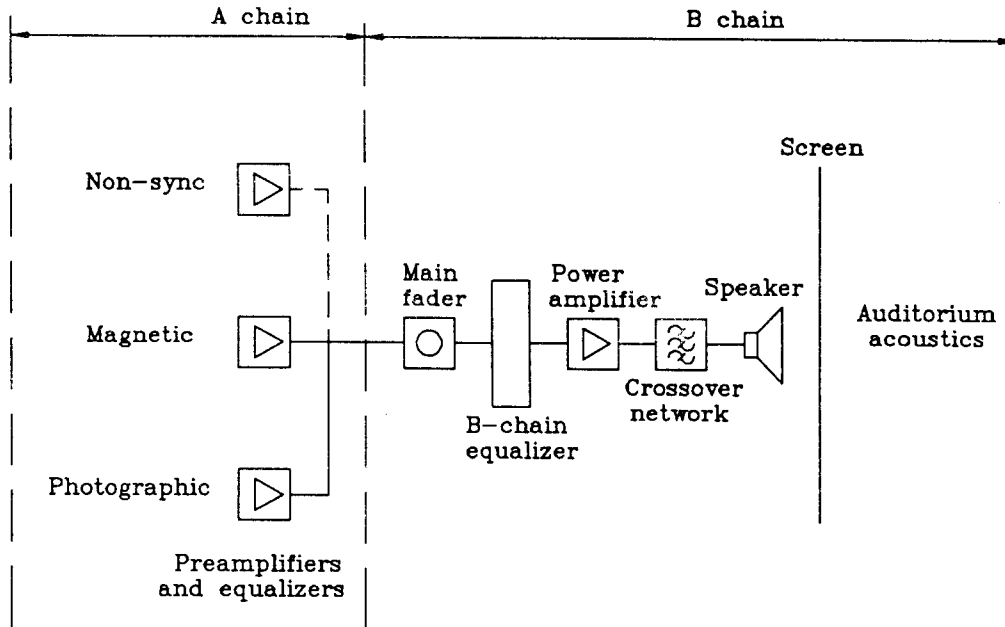 A chain
B chain
Screen
Non-sync
Main
fader
Power
amplifier
Speaker
Magnetic
Auditorium
acoustics
Crossover
network
B-chain
equalizer
Photographic
Preamplifiers
and equalizers